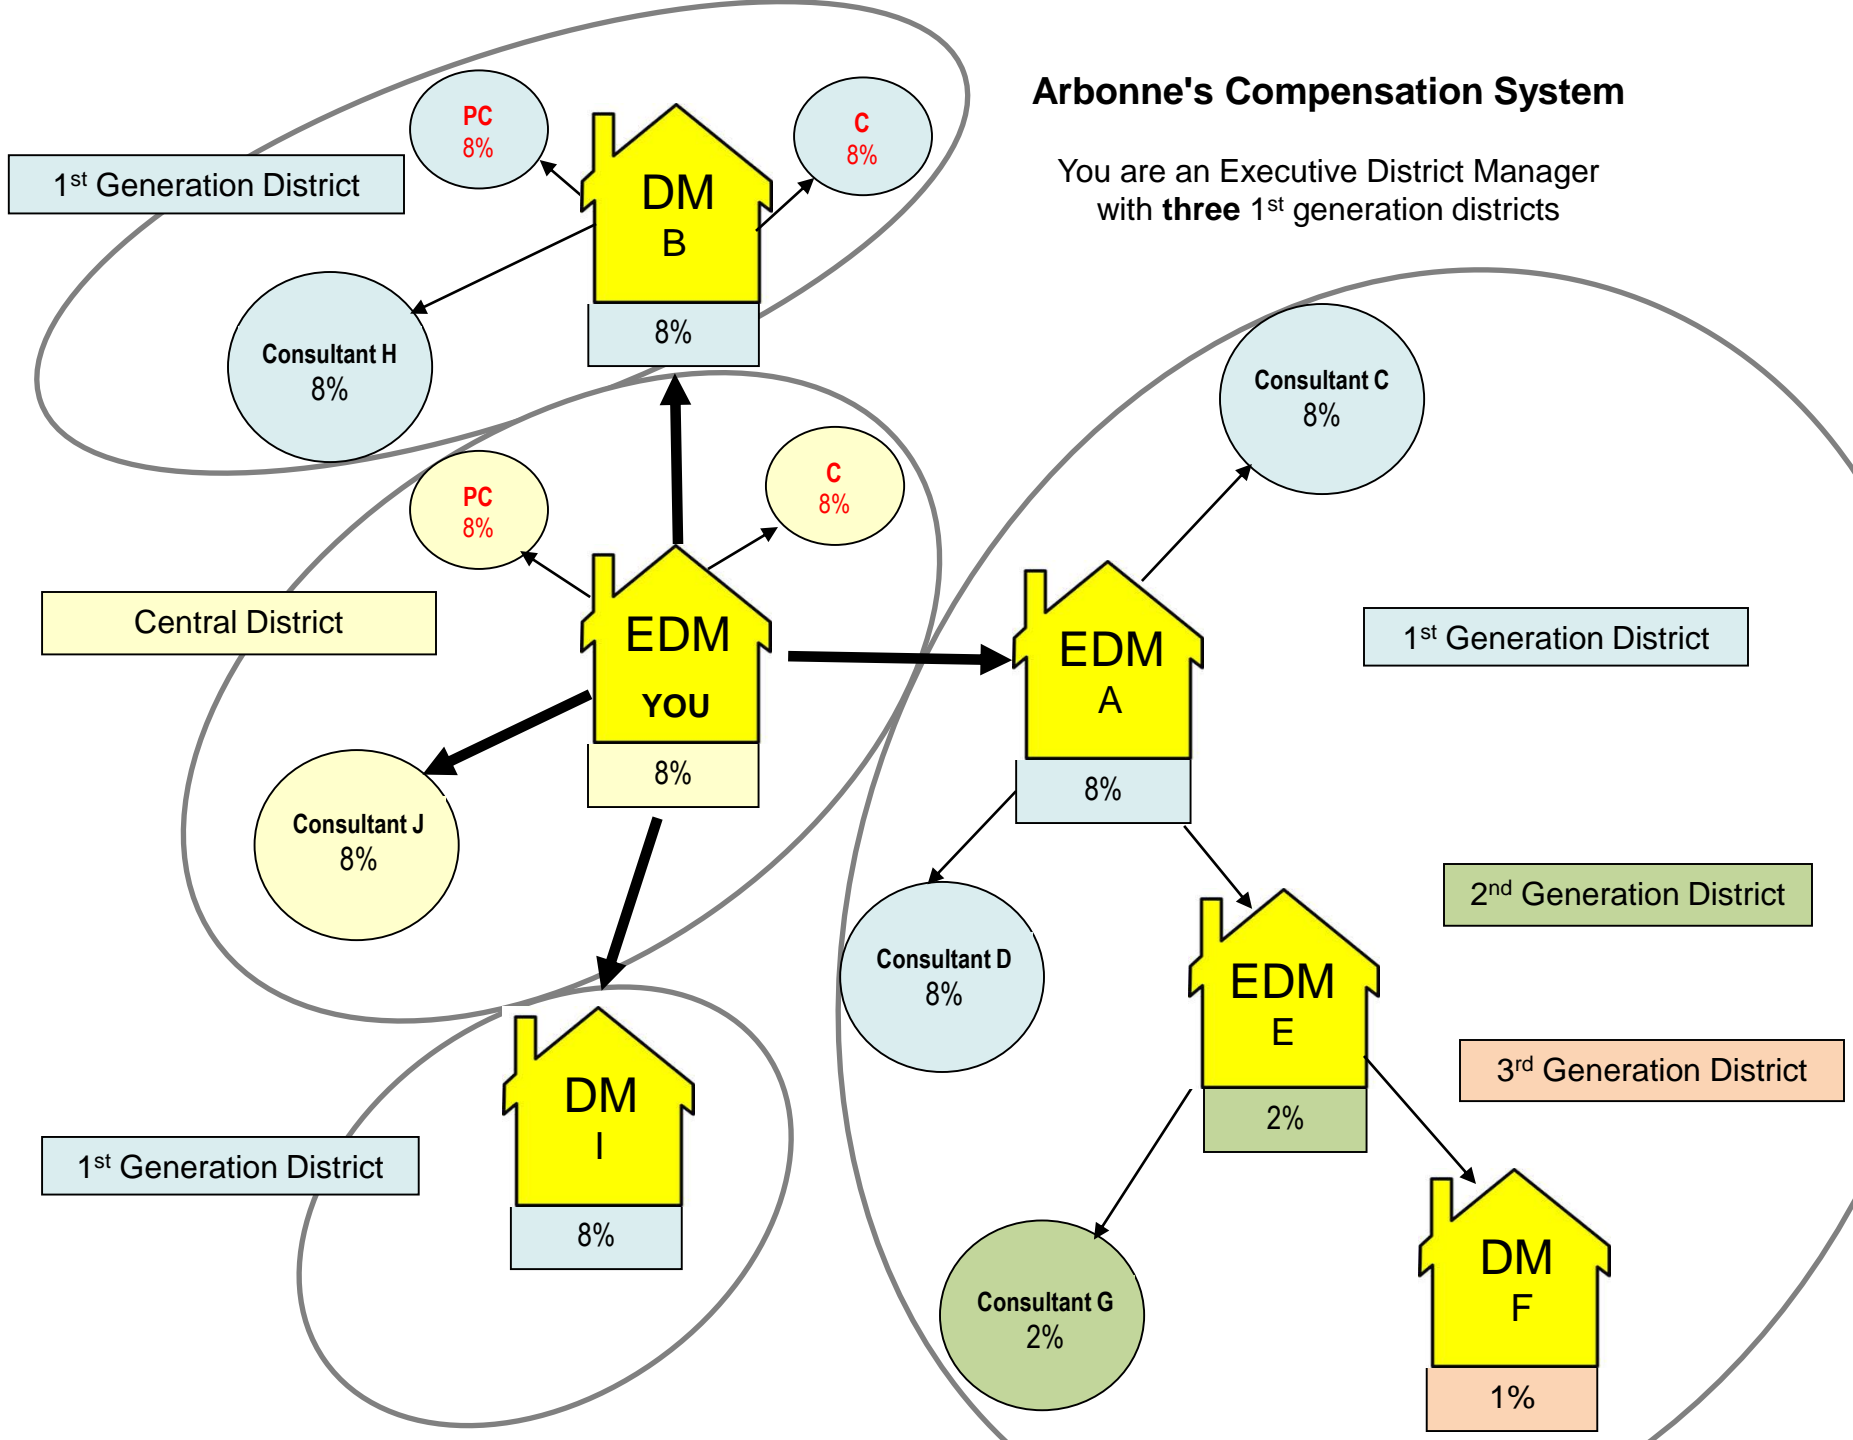 Arbonne's Compensation System
You are an Executive District Manager
with three 1st generation districts
PC
8%
C
8%
1st Generation District
DM
B
8%
Consultant H
8%
Consultant C
8%
PC
8%
C
8%
Central District
EDM
YOU
8%
EDM
A
8%
1st Generation District
Consultant J
8%
2nd Generation District
Consultant D
8%
EDM
E
2%
3rd Generation District
DM
I
8%
1st Generation District
Consultant G
2%
DM
F
1%